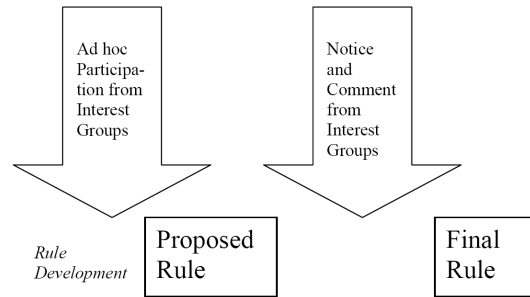 Ad hoc
Participa-
tion from
Interest
Groups
Notice
and
Comment
from
Interest
Groups
Rule
Development
Proposed
Rule
Final
Rule